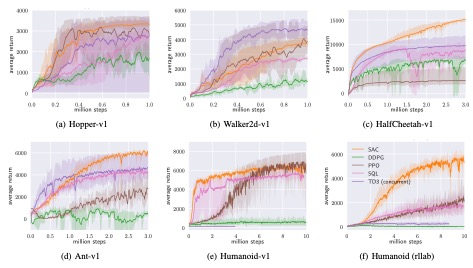 4000
3000
2000
1000
0
average return
0.0 0.2 0.4 0.6 0.8 1.0
million steps
(a) Hopper-v1
6000
5000
4000
3000
2000
1000
0
average return
0.0 0.2 0.4 0.6 0.8 1.0
million steps
(b) Walker2d-v1
15000
10000
5000
0
average return
0.0 0.5 1.0 1.5 2.0 2.5 3.0
million steps
(c) HalfCheetah-v1
6000
4000
2000
0
average return
0.0 0.5 1.0 1.5 2.0 2.5 3.0
million steps
(d) Ant-v1
8000
6000
4000
2000
0
average return
0 2 4 6 8 10
million steps
(e) Humanoid-v1
6000
4000
2000
0
average return
SAC
DDPG
PPO
SQL
TD3 (concurrent)
0 2 4 6 8 10
million steps
(f) Humanoid (rllab)